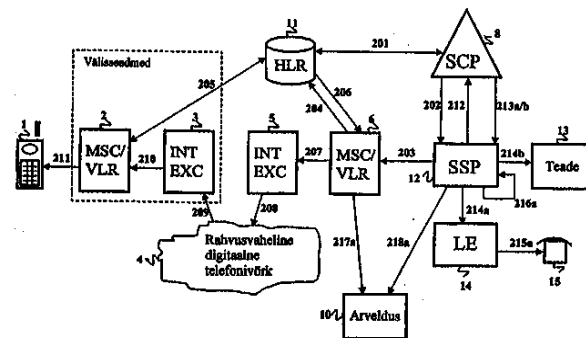 11
8
201
HLR
SCP
Välisseadmed
205
206
204
202
212
213a/b
1
2
3
5
6
13
MSC/
VLR
INT
EXC
INT
EXC
MSC/
VLR
SSP
Teade
211
210
207
203
214b
12
216a
209
208
214a
4
Rahvusvaheline
digitaalne
telefonivõrk
217a
218a
LE
215a
14
15
10
Arveldus